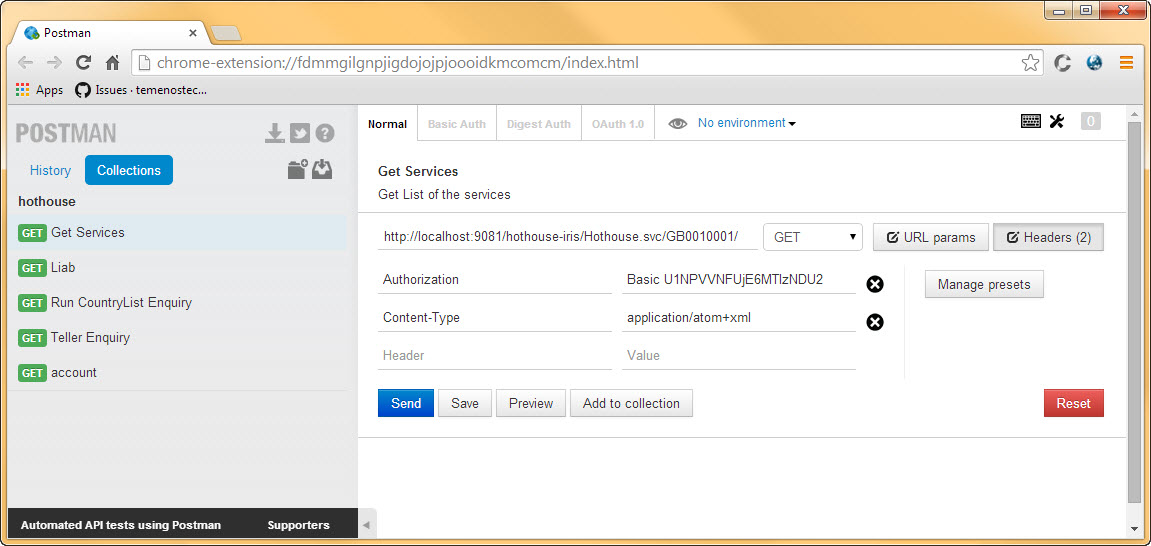 Postman
chrome-extension://fdmmgilgnpjigdojojpjoooidkmcomcm/index.html
Apps Issues · temenostec...
POSTMAN
History Collections
hothouse
GET Get Services
GET Liab
GET Run CountryList Enquiry
GET Teller Enquiry
GET account
Automated API tests using Postman Supporters
Normal Basic Auth Digest Auth OAuth 1.0 No environment 0
Get Services
Get List of the services
http://localhost:9081/hothouse-iris/Hothouse.svc/GB0010001/ GET URL params Headers (2)
Authorization Basic U1NPVVNFUjE6MTIzNDU2 Manage presets
Content-Type application/atom+xml
Header Value
Send Save Preview Add to collection Reset